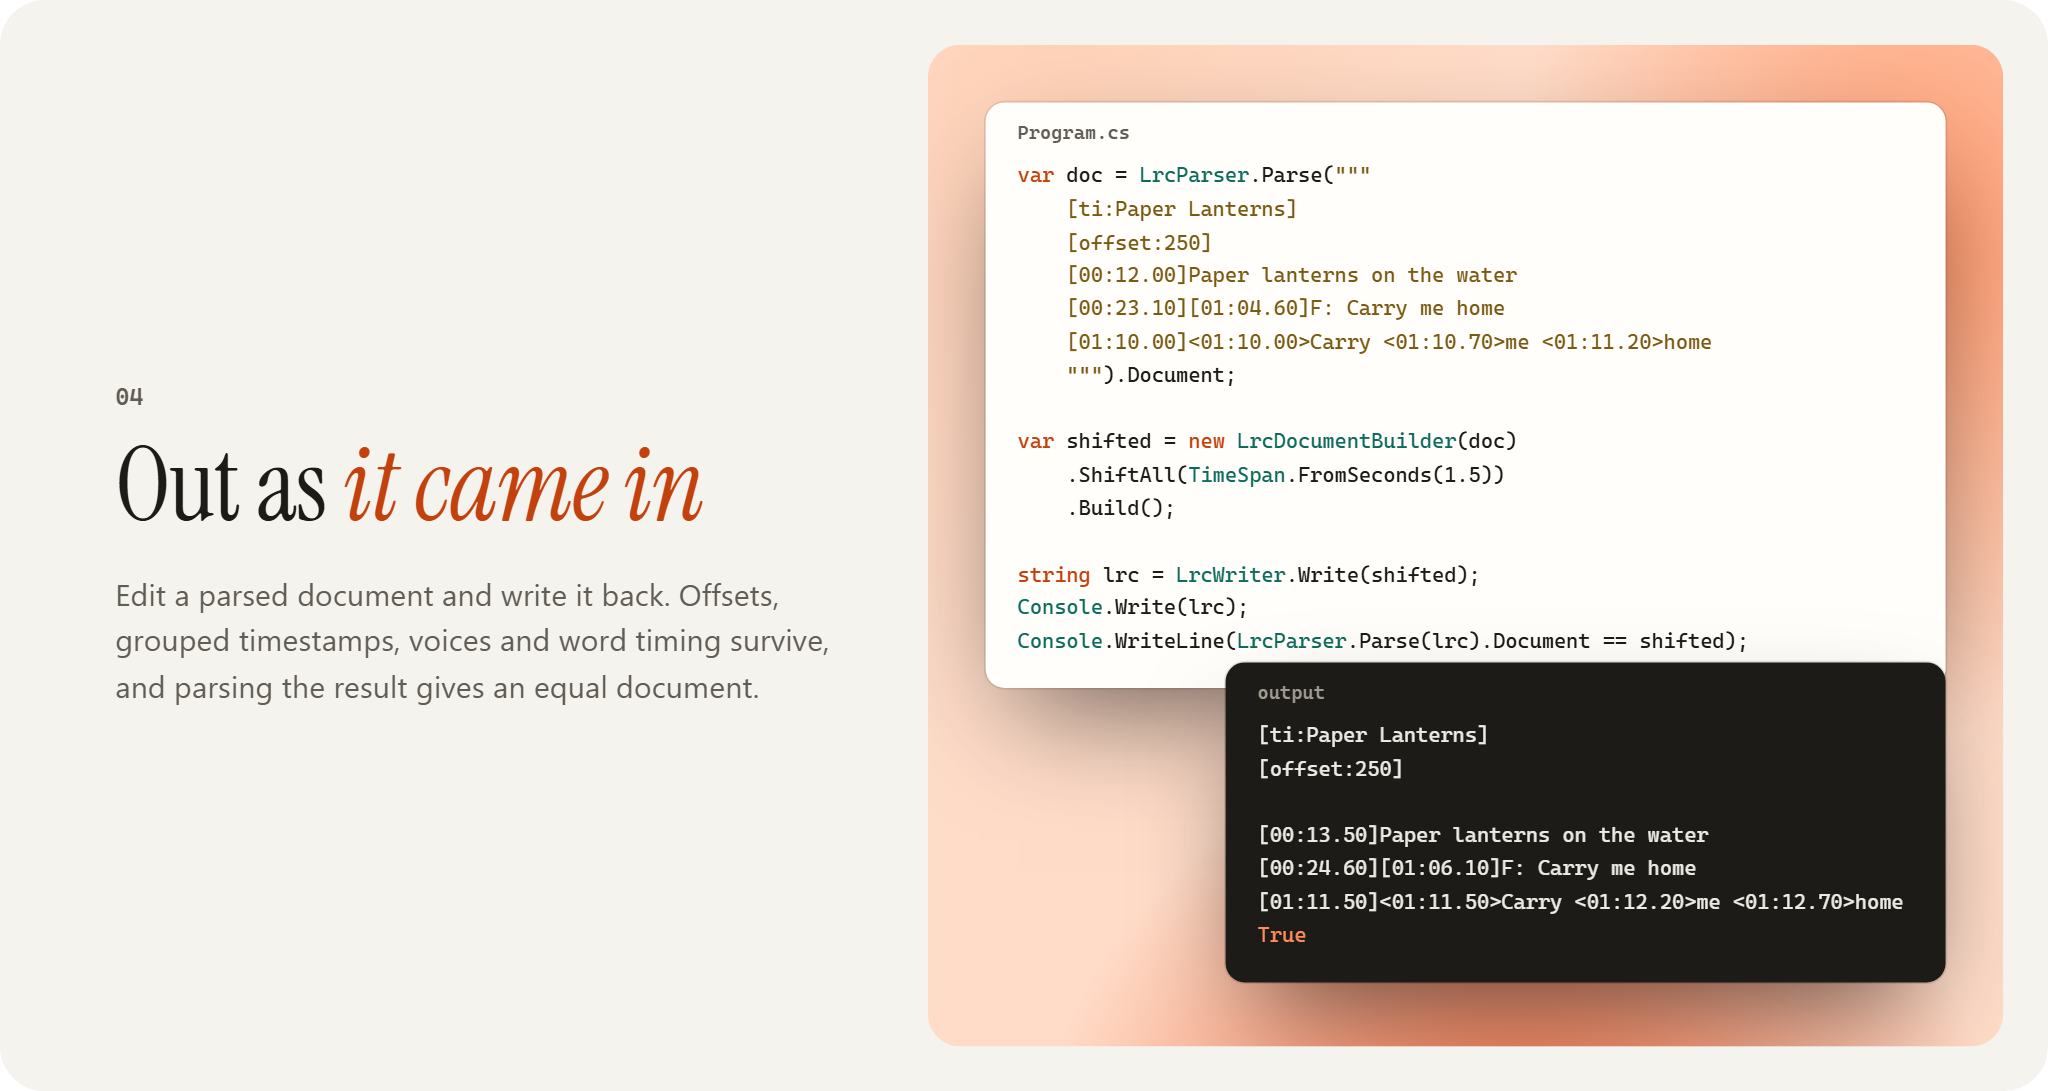 04
Out as it came in
Edit a parsed document and write it back. Offsets,
grouped timestamps, voices and word timing survive,
and parsing the result gives an equal document.
Program.cs
var doc = LrcParser.Parse("""
    [ti:Paper Lanterns]
    [offset:250]
    [00:12.00]Paper lanterns on the water
    [00:23.10][01:04.60]F: Carry me home
    [01:10.00]<01:10.00>Carry <01:10.70>me <01:11.20>home
    """).Document;
var shifted = new LrcDocumentBuilder(doc)
    .ShiftAll(TimeSpan.FromSeconds(1.5))
    .Build();
string lrc = LrcWriter.Write(shifted);
Console.Write(lrc);
Console.WriteLine(LrcParser.Parse(lrc).Document == shifted);
output
[ti:Paper Lanterns]
[offset:250]
[00:13.50]Paper lanterns on the water
[00:24.60][01:06.10]F: Carry me home
[01:11.50]<01:11.50>Carry <01:12.20>me <01:12.70>home
True